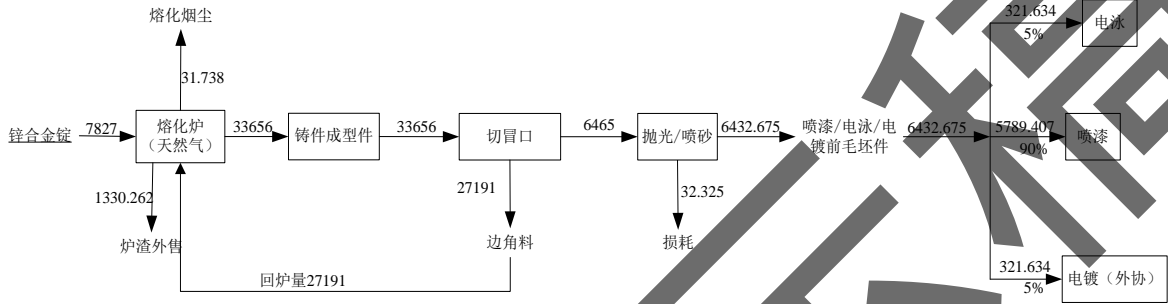 熔化烟尘
31.738
锌合金锭
7827
熔化炉
（天然气）
33656
铸件成型件
33656
切冒口
6465
抛光/喷砂
6432.675
喷漆/电泳/电
镀前毛坯件
6432.675
321.634
5%
电泳
5789.407
90%
喷漆
321.634
5%
电镀（外协）
1330.262
炉渣外售
27191
边角料
32.325
损耗
回炉量27191